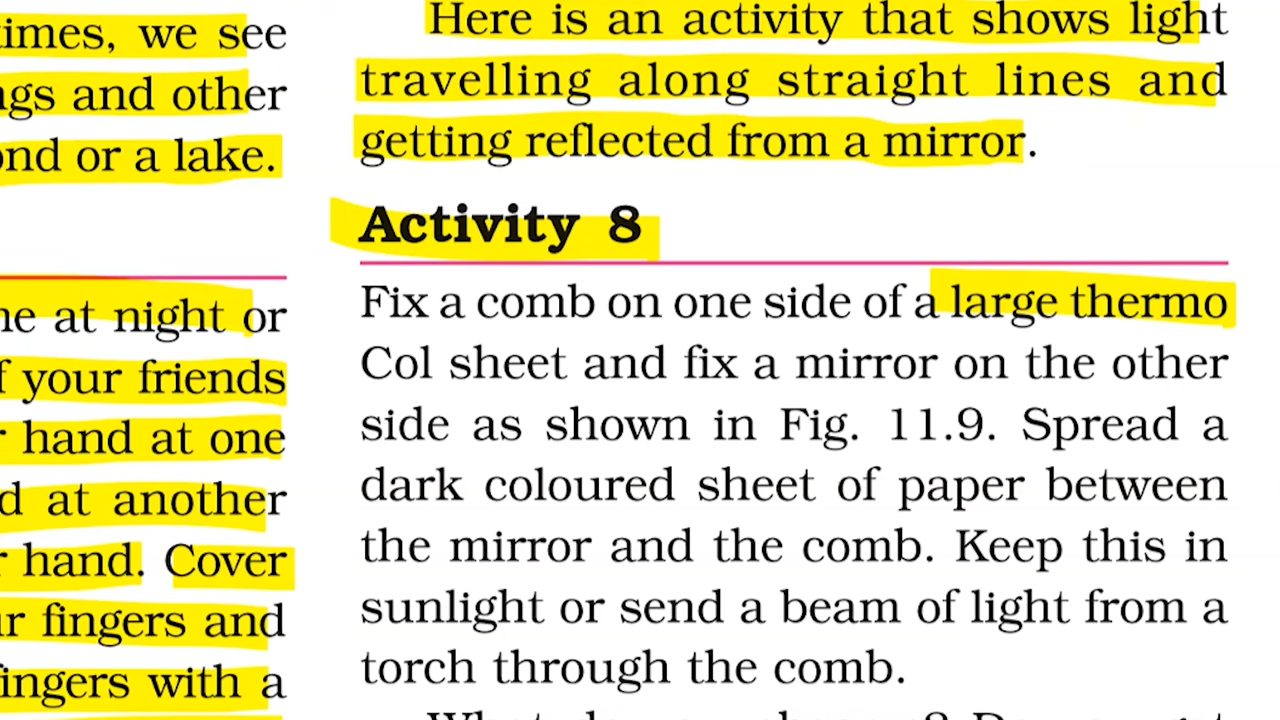 times, we see
ngs and other
ond or a lake.
ne at night or
f your friends
r hand at one
d at another
r hand. Cover
ur fingers and
fingers with a
Here is an activity that shows light
travelling along straight lines and
getting reflected from a mirror.
Activity 8
Fix a comb on one side of a large thermo
Col sheet and fix a mirror on the other
side as shown in Fig. 11.9. Spread a
dark coloured sheet of paper between
the mirror and the comb. Keep this in
sunlight or send a beam of light from a
torch through the comb.